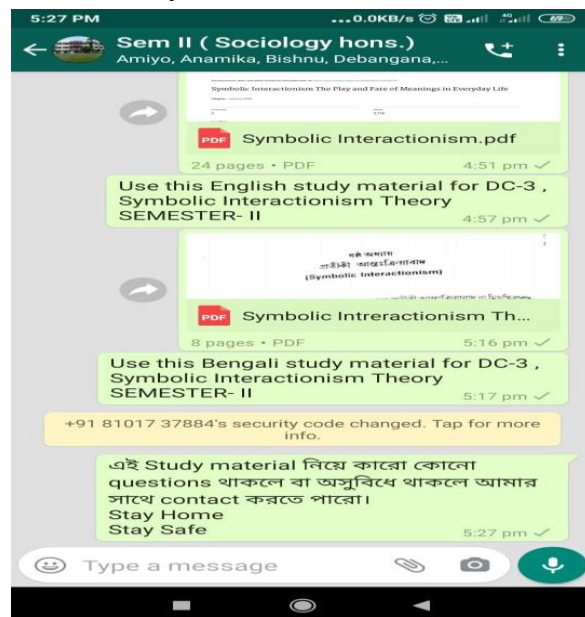 5:27 PM
...0.0KB/s 69
Sem II ( Sociology hons.)
Amiyo, Anamika, Bishnu, Debangana,...
Symbolic Interactionism The Play and Fate of Meanings in Everyday Life
PDF Symbolic Interactionism.pdf
24 pages • PDF 4:51 pm
Use this English study material for DC-3 ,
Symbolic Interactionism Theory
SEMESTER- II
4:57 pm
(Symbolic Interactionism)
PDF Symbolic Intreractionism Th...
8 pages • PDF 5:16 pm
Use this Bengali study material for DC-3 ,
Symbolic Interactionism Theory
SEMESTER- II
5:17 pm
+91 81017 37884's security code changed. Tap for more
info.
এই Study material নিয়ে কারো কোনো
questions থাকলে বা অসুবিধে থাকলে আমার
সাথে contact করতে পারো।
Stay Home
Stay Safe
5:27 pm
Type a message